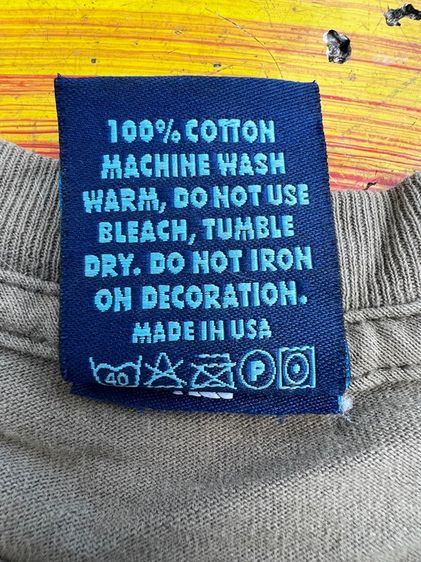 100% COTTON
MACHINE WASH
WARM, DO NOT USE
BLEACH, TUMBLE
DRY. DO NOT IRON
ON DECORATION.
MADE IN USA
40 P